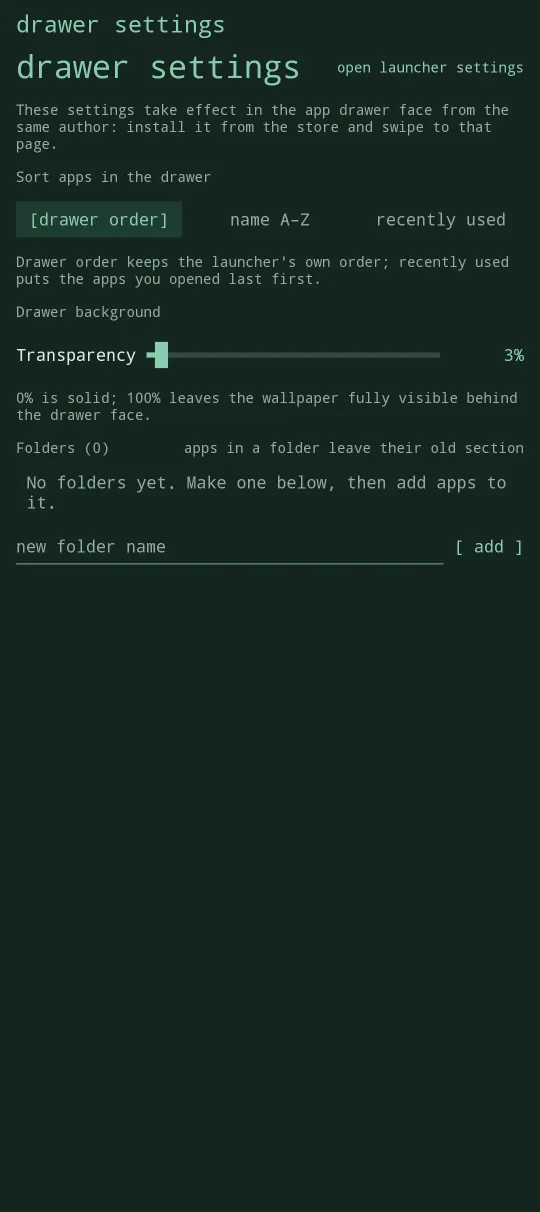 drawer settings
drawer settings
open launcher settings
These settings take effect in the app drawer face from the
same author: install it from the store and swipe to that
page.
Sort apps in the drawer
[drawer order] name A–Z recently used
Drawer order keeps the launcher's own order; recently used
puts the apps you opened last first.
Drawer background
Transparency 3%
0% is solid; 100% leaves the wallpaper fully visible behind
the drawer face.
Folders (0) apps in a folder leave their old section
No folders yet. Make one below, then add apps to
it.
new folder name [ add ]